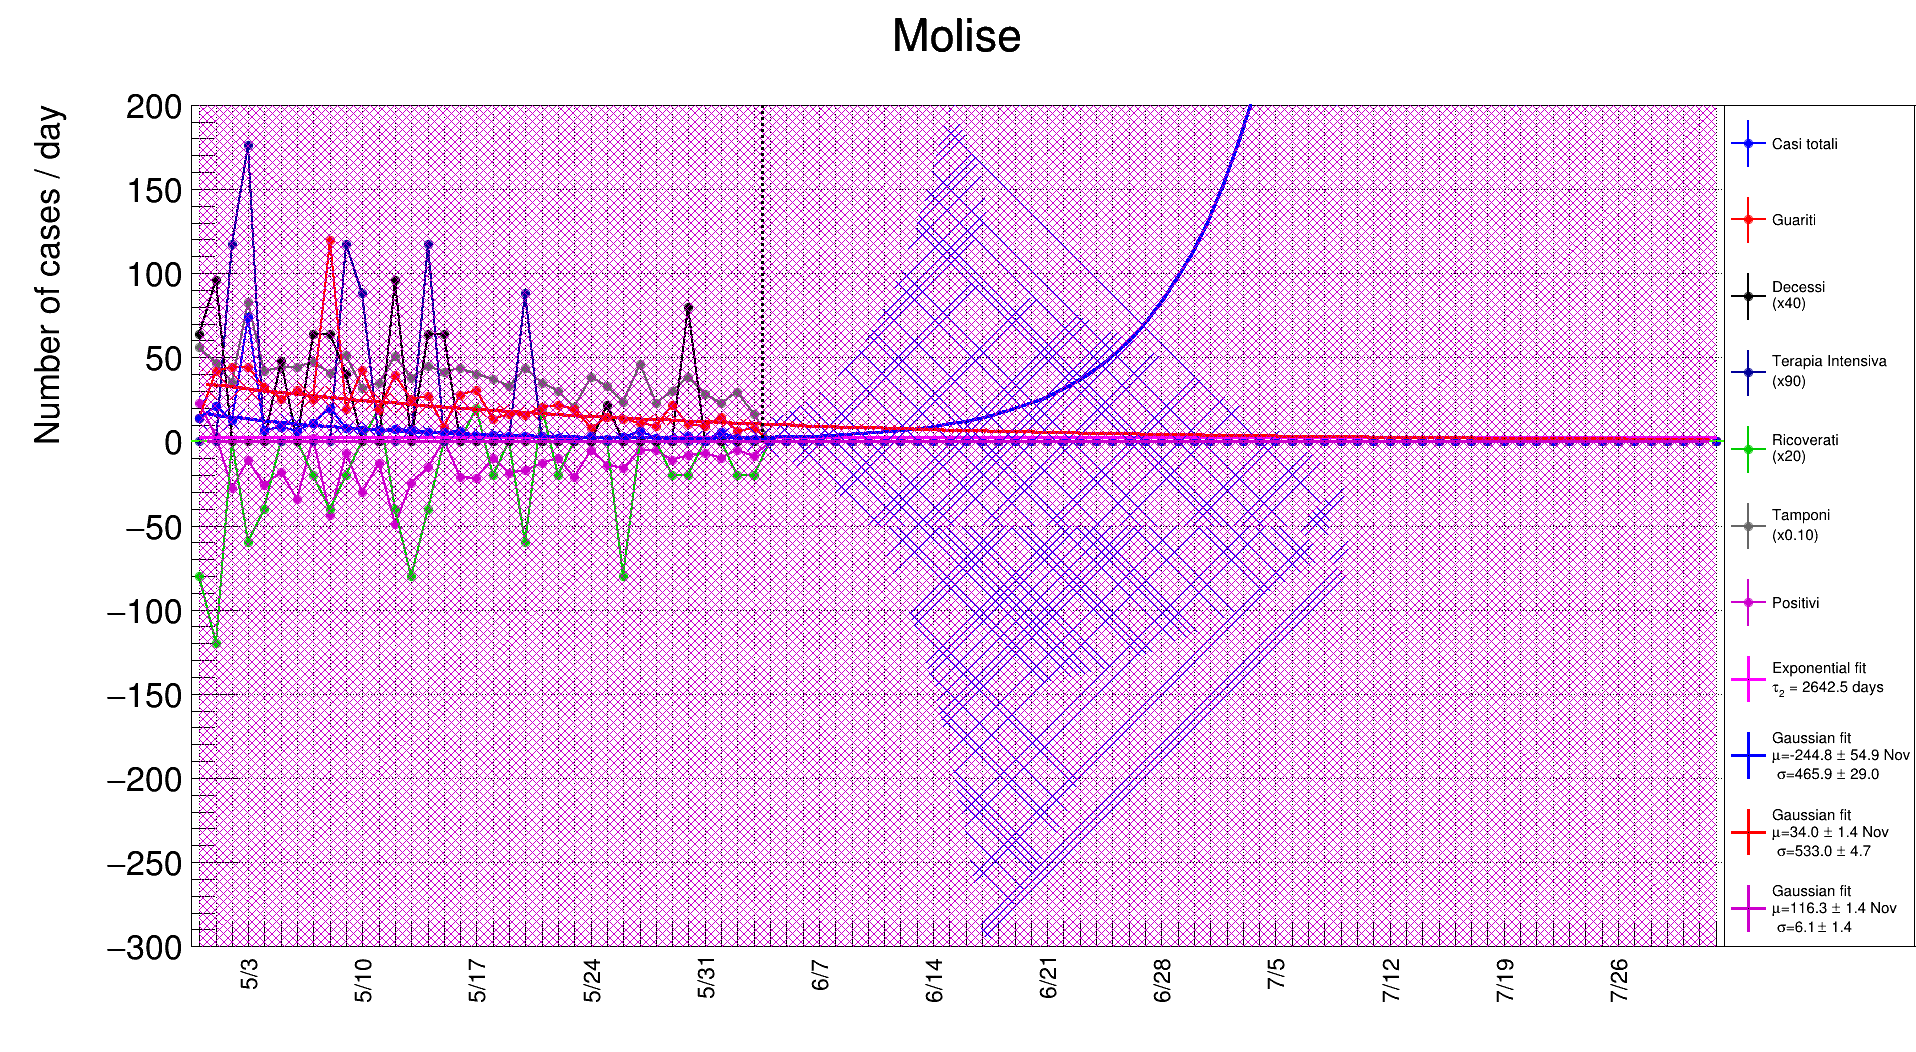 Molise
Number of cases / day
200
150
100
50
0
−50
−100
−150
−200
−250
−300
5/3
5/10
5/17
5/24
5/31
6/7
6/14
6/21
6/28
7/5
7/12
7/19
7/26
Casi totali
Guariti
Decessi
(x40)
Terapia Intensiva
(x90)
Ricoverati
(x20)
Tamponi
(x0.10)
Positivi
Exponential fit
τ2 = 2642.5 days
Gaussian fit
μ=-244.8 ± 54.9 Nov
σ=465.9 ± 29.0
Gaussian fit
μ=34.0 ± 1.4 Nov
σ=533.0 ± 4.7
Gaussian fit
μ=116.3 ± 1.4 Nov
σ=6.1 ± 1.4